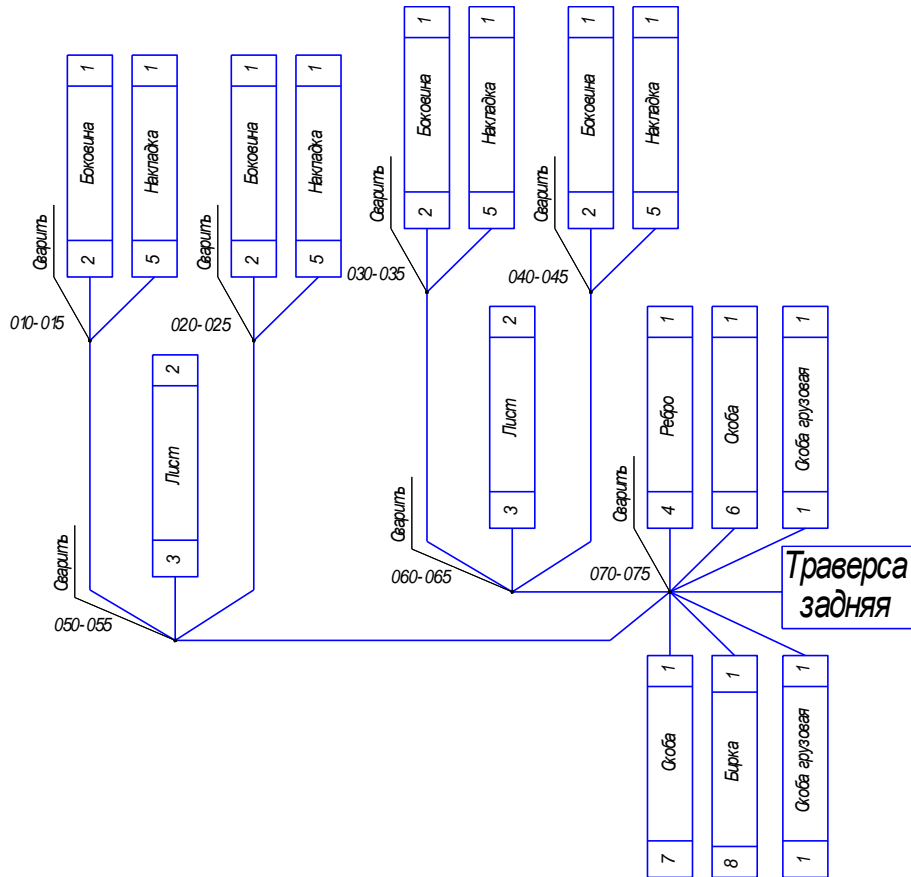 1
Боковина
2
1
Накладка
5
Сварить
010-015
1
Боковина
2
1
Накладка
5
Сварить
020-025
2
Лист
3
Сварить
050-055
1
Боковина
2
1
Накладка
5
Сварить
030-035
1
Боковина
2
1
Накладка
5
Сварить
040-045
2
Лист
3
Сварить
060-065
1
Ребро
4
1
Скоба
6
1
Скоба грузовая
1
Сварить
070-075
Траверса
задняя
1
Скоба
7
1
Бирка
8
1
Скоба грузовая
1